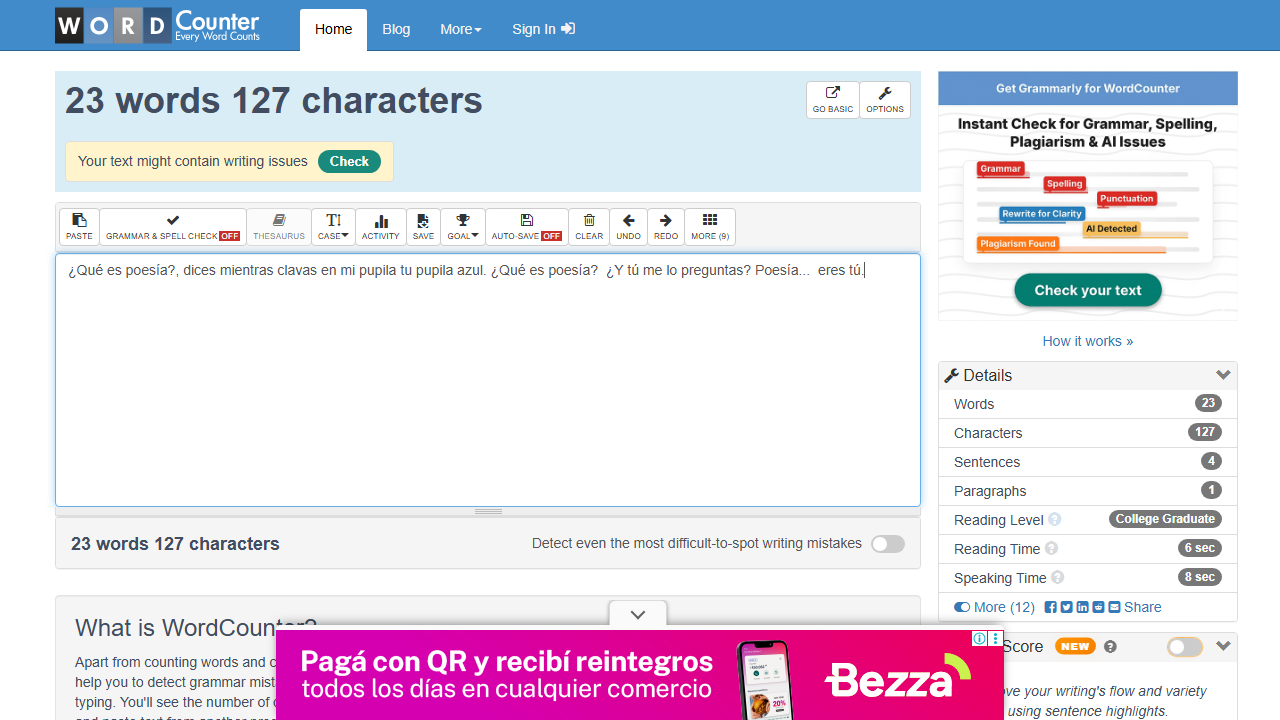 WORD Counter
Every Word Counts
Home
Blog
More
Sign In
23 words 127 characters
GO BASIC
OPTIONS
Your text might contain writing issues
Check
PASTE
GRAMMAR & SPELL CHECK OFF
THESAURUS
CASE
ACTIVITY
SAVE
GOAL
AUTO-SAVE OFF
CLEAR
UNDO
REDO
MORE (9)
¿Qué es poesía?, dices mientras clavas en mi pupila tu pupila azul. ¿Qué es poesía?  ¿Y tú me lo preguntas? Poesía...  eres tú.
23 words 127 characters
Detect even the most difficult-to-spot writing mistakes
What is WordCounter?
Apart from counting words and c
help you to detect grammar mist
typing. You'll see the number of c
Get Grammarly for WordCounter
Instant Check for Grammar, Spelling,
Plagiarism & AI Issues
Grammar
Spelling
Punctuation
Rewrite for Clarity
AI Detected
Plagiarism Found
Check your text
How it works »
Details
Words 23
Characters 127
Sentences 4
Paragraphs 1
Reading Level College Graduate
Reading Time 6 sec
Speaking Time 8 sec
More (12) Share
Score NEW
ove your writing's flow and variety
using sentence highlights.
Pagá con QR y recibí reintegros
todos los días en cualquier comercio
20%
Bezza